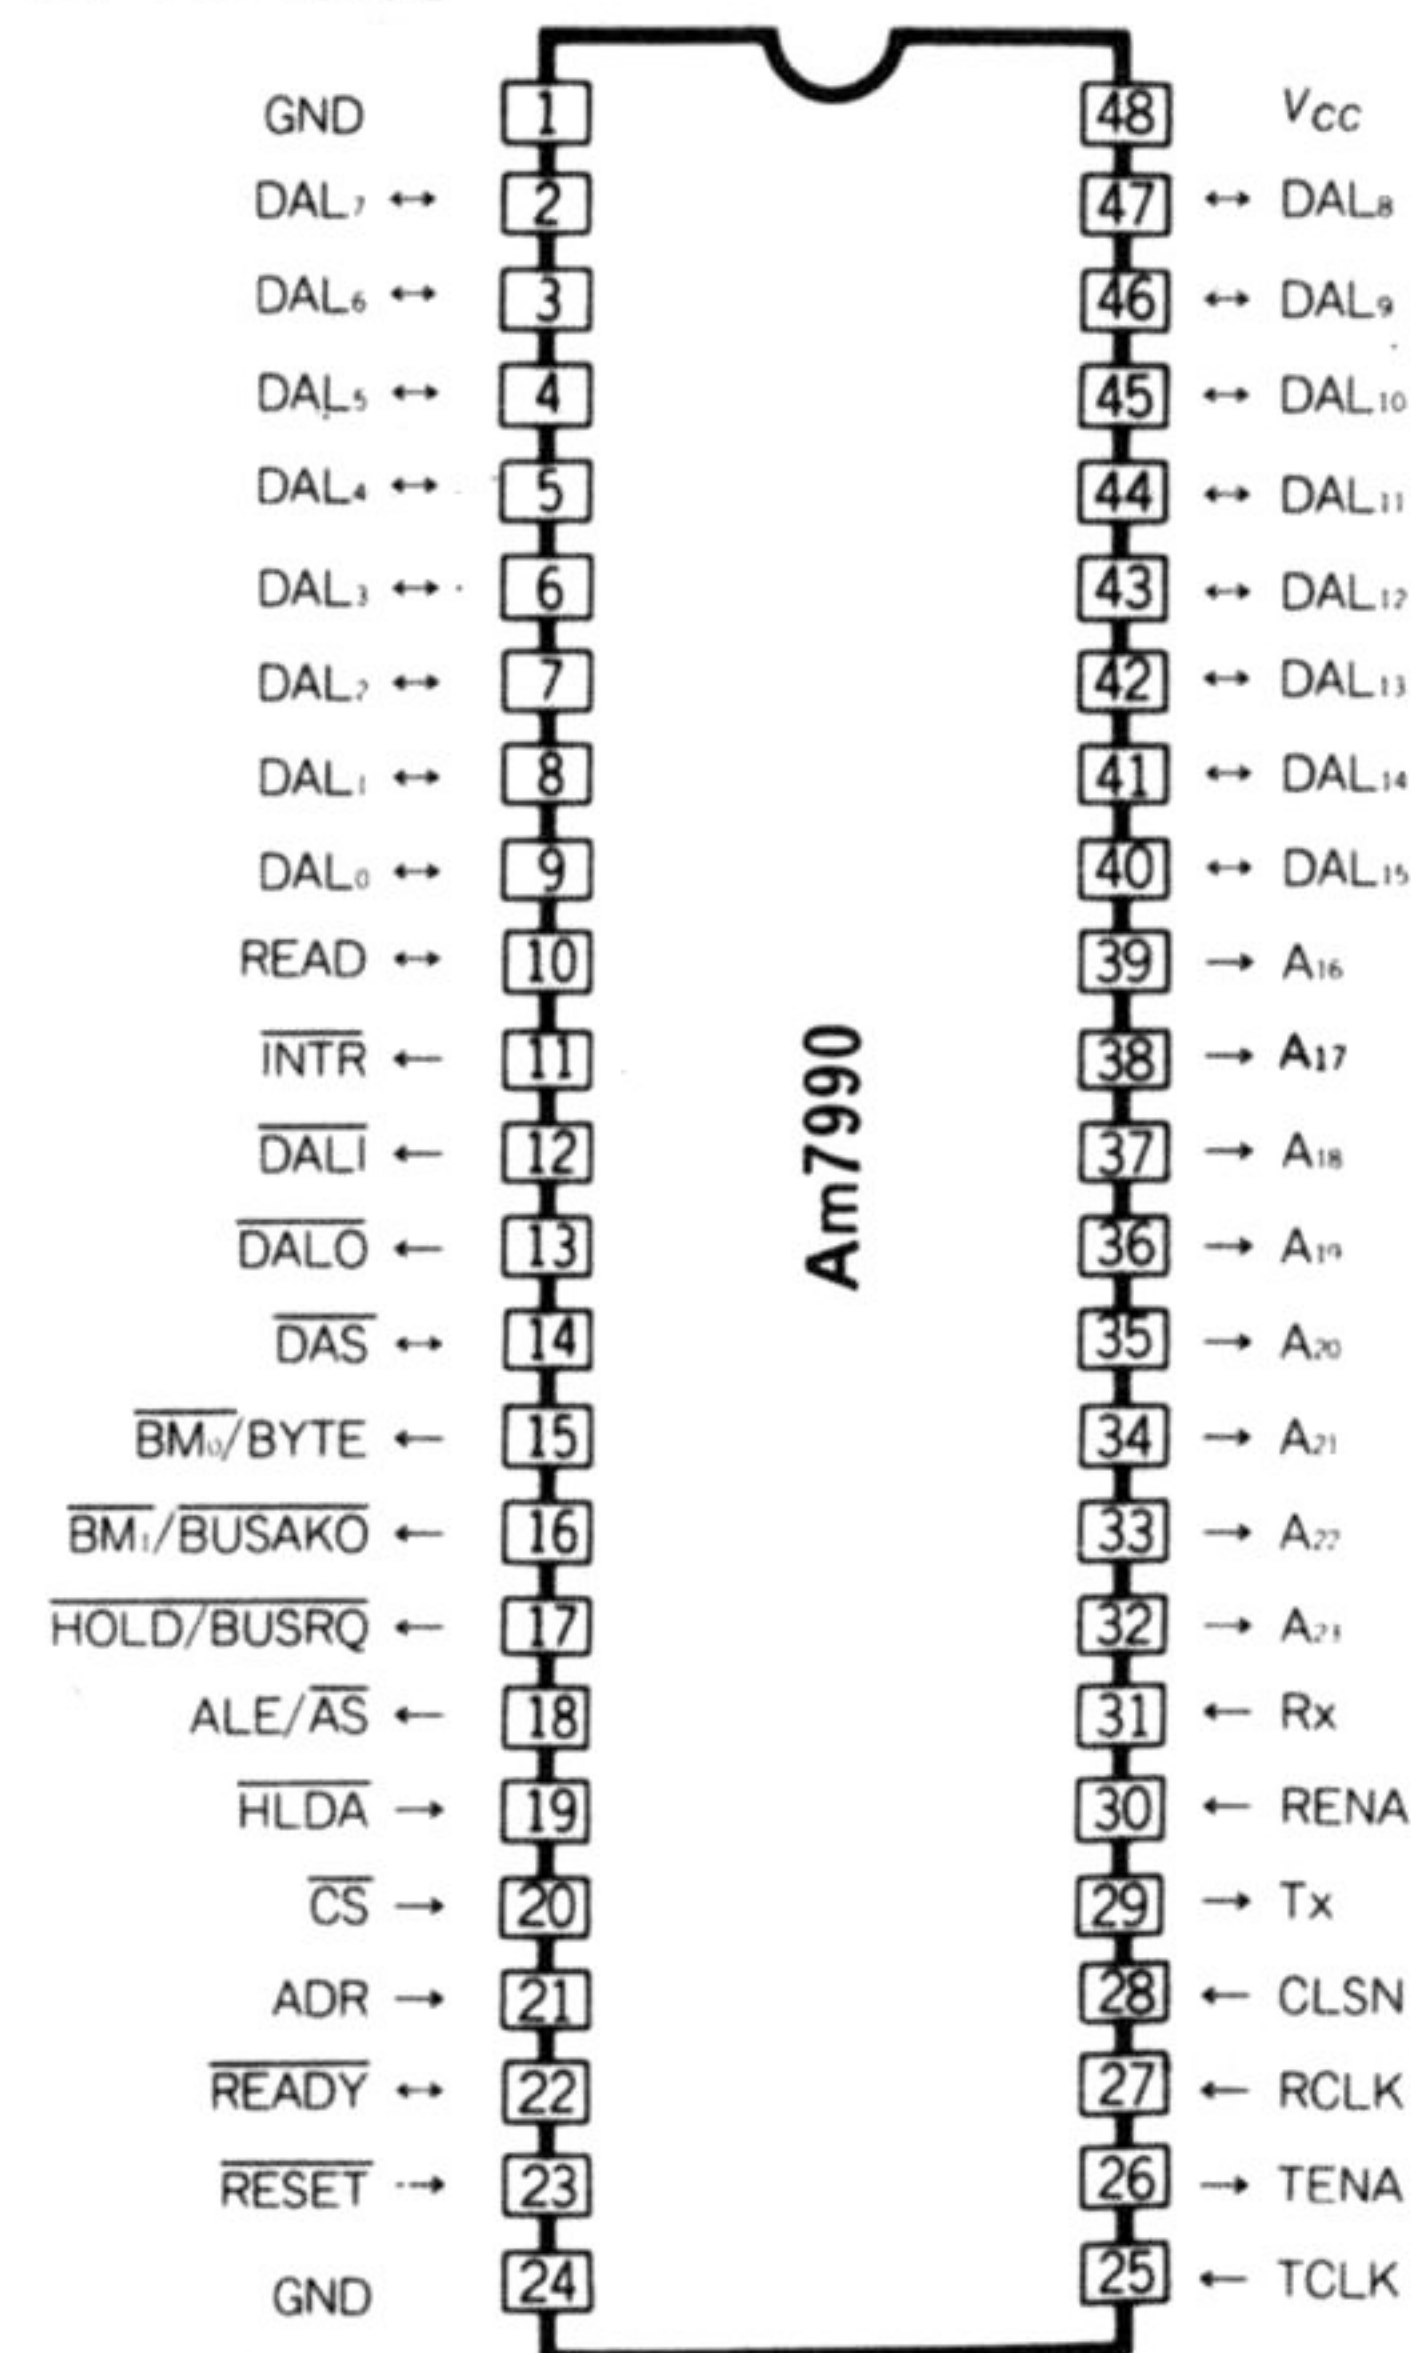 GND 1 48 VCC
DAL7 ↔ 2 47 ↔ DAL8
DAL6 ↔ 3 46 ↔ DAL9
DAL5 ↔ 4 45 ↔ DAL10
DAL4 ↔ 5 44 ↔ DAL11
DAL3 ↔ 6 43 ↔ DAL12
DAL2 ↔ 7 42 ↔ DAL13
DAL1 ↔ 8 41 ↔ DAL14
DAL0 ↔ 9 40 ↔ DAL15
READ ↔ 10 39 → A16
INTR ← 11 38 → A17
DALI ← 12 37 → A18
DALO ← 13 36 → A19
DAS ↔ 14 35 → A20
BM0/BYTE ← 15 34 → A21
BM1/BUSAKO ← 16 33 → A22
HOLD/BUSRQ ← 17 32 → A23
ALE/AS ← 18 31 ← Rx
HLDA → 19 30 ← RENA
CS → 20 29 → Tx
ADR → 21 28 ← CLSN
READY ↔ 22 27 ← RCLK
RESET → 23 26 → TENA
GND 24 25 ← TCLK
Am7990